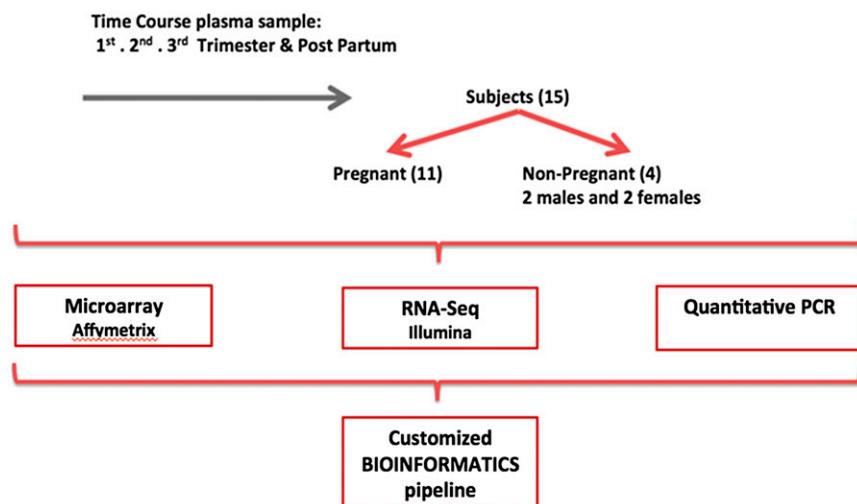 Time Course plasma sample:
1st . 2nd . 3rd Trimester & Post Partum
Subjects (15)
Pregnant (11)
Non-Pregnant (4)
2 males and 2 females
Microarray
Affymetrix
RNA-Seq
Illumina
Quantitative PCR
Customized
BIOINFORMATICS
pipeline